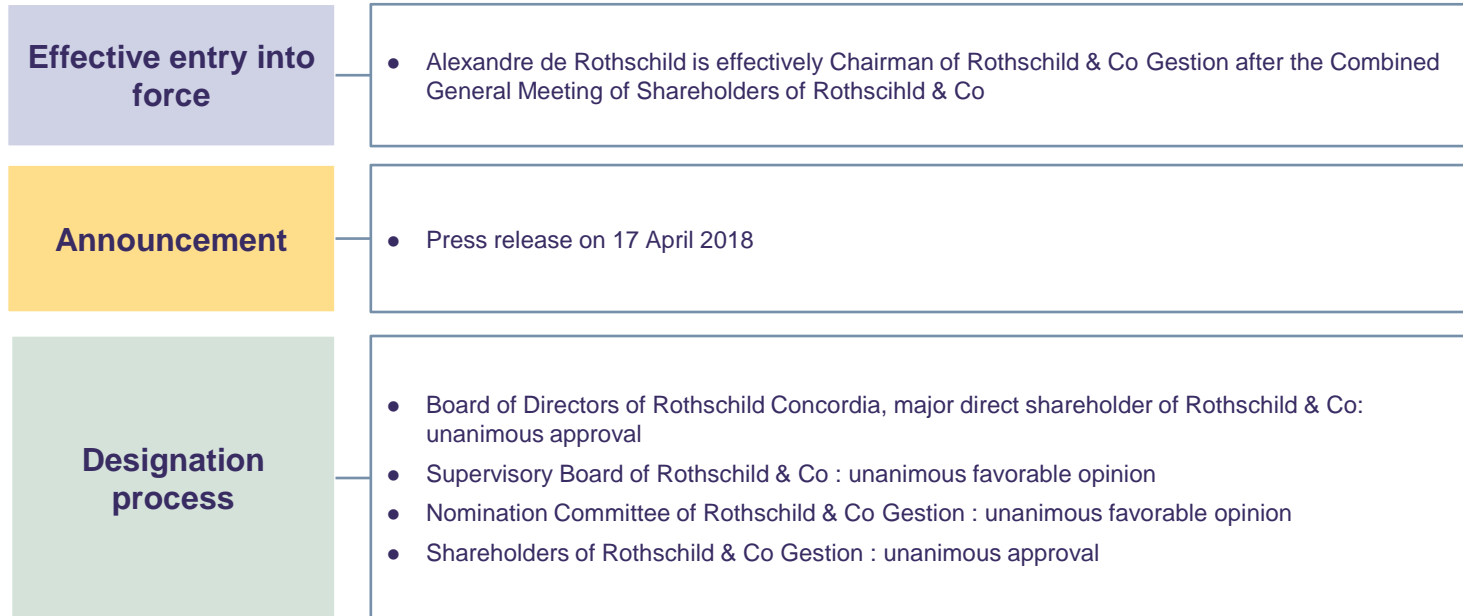 Effective entry into
force
● Alexandre de Rothschild is effectively Chairman of Rothschild & Co Gestion after the Combined
General Meeting of Shareholders of Rothscihld & Co
Announcement
● Press release on 17 April 2018
Designation
process
● Board of Directors of Rothschild Concordia, major direct shareholder of Rothschild & Co:
unanimous approval
● Supervisory Board of Rothschild & Co : unanimous favorable opinion
● Nomination Committee of Rothschild & Co Gestion : unanimous favorable opinion
● Shareholders of Rothschild & Co Gestion : unanimous approval